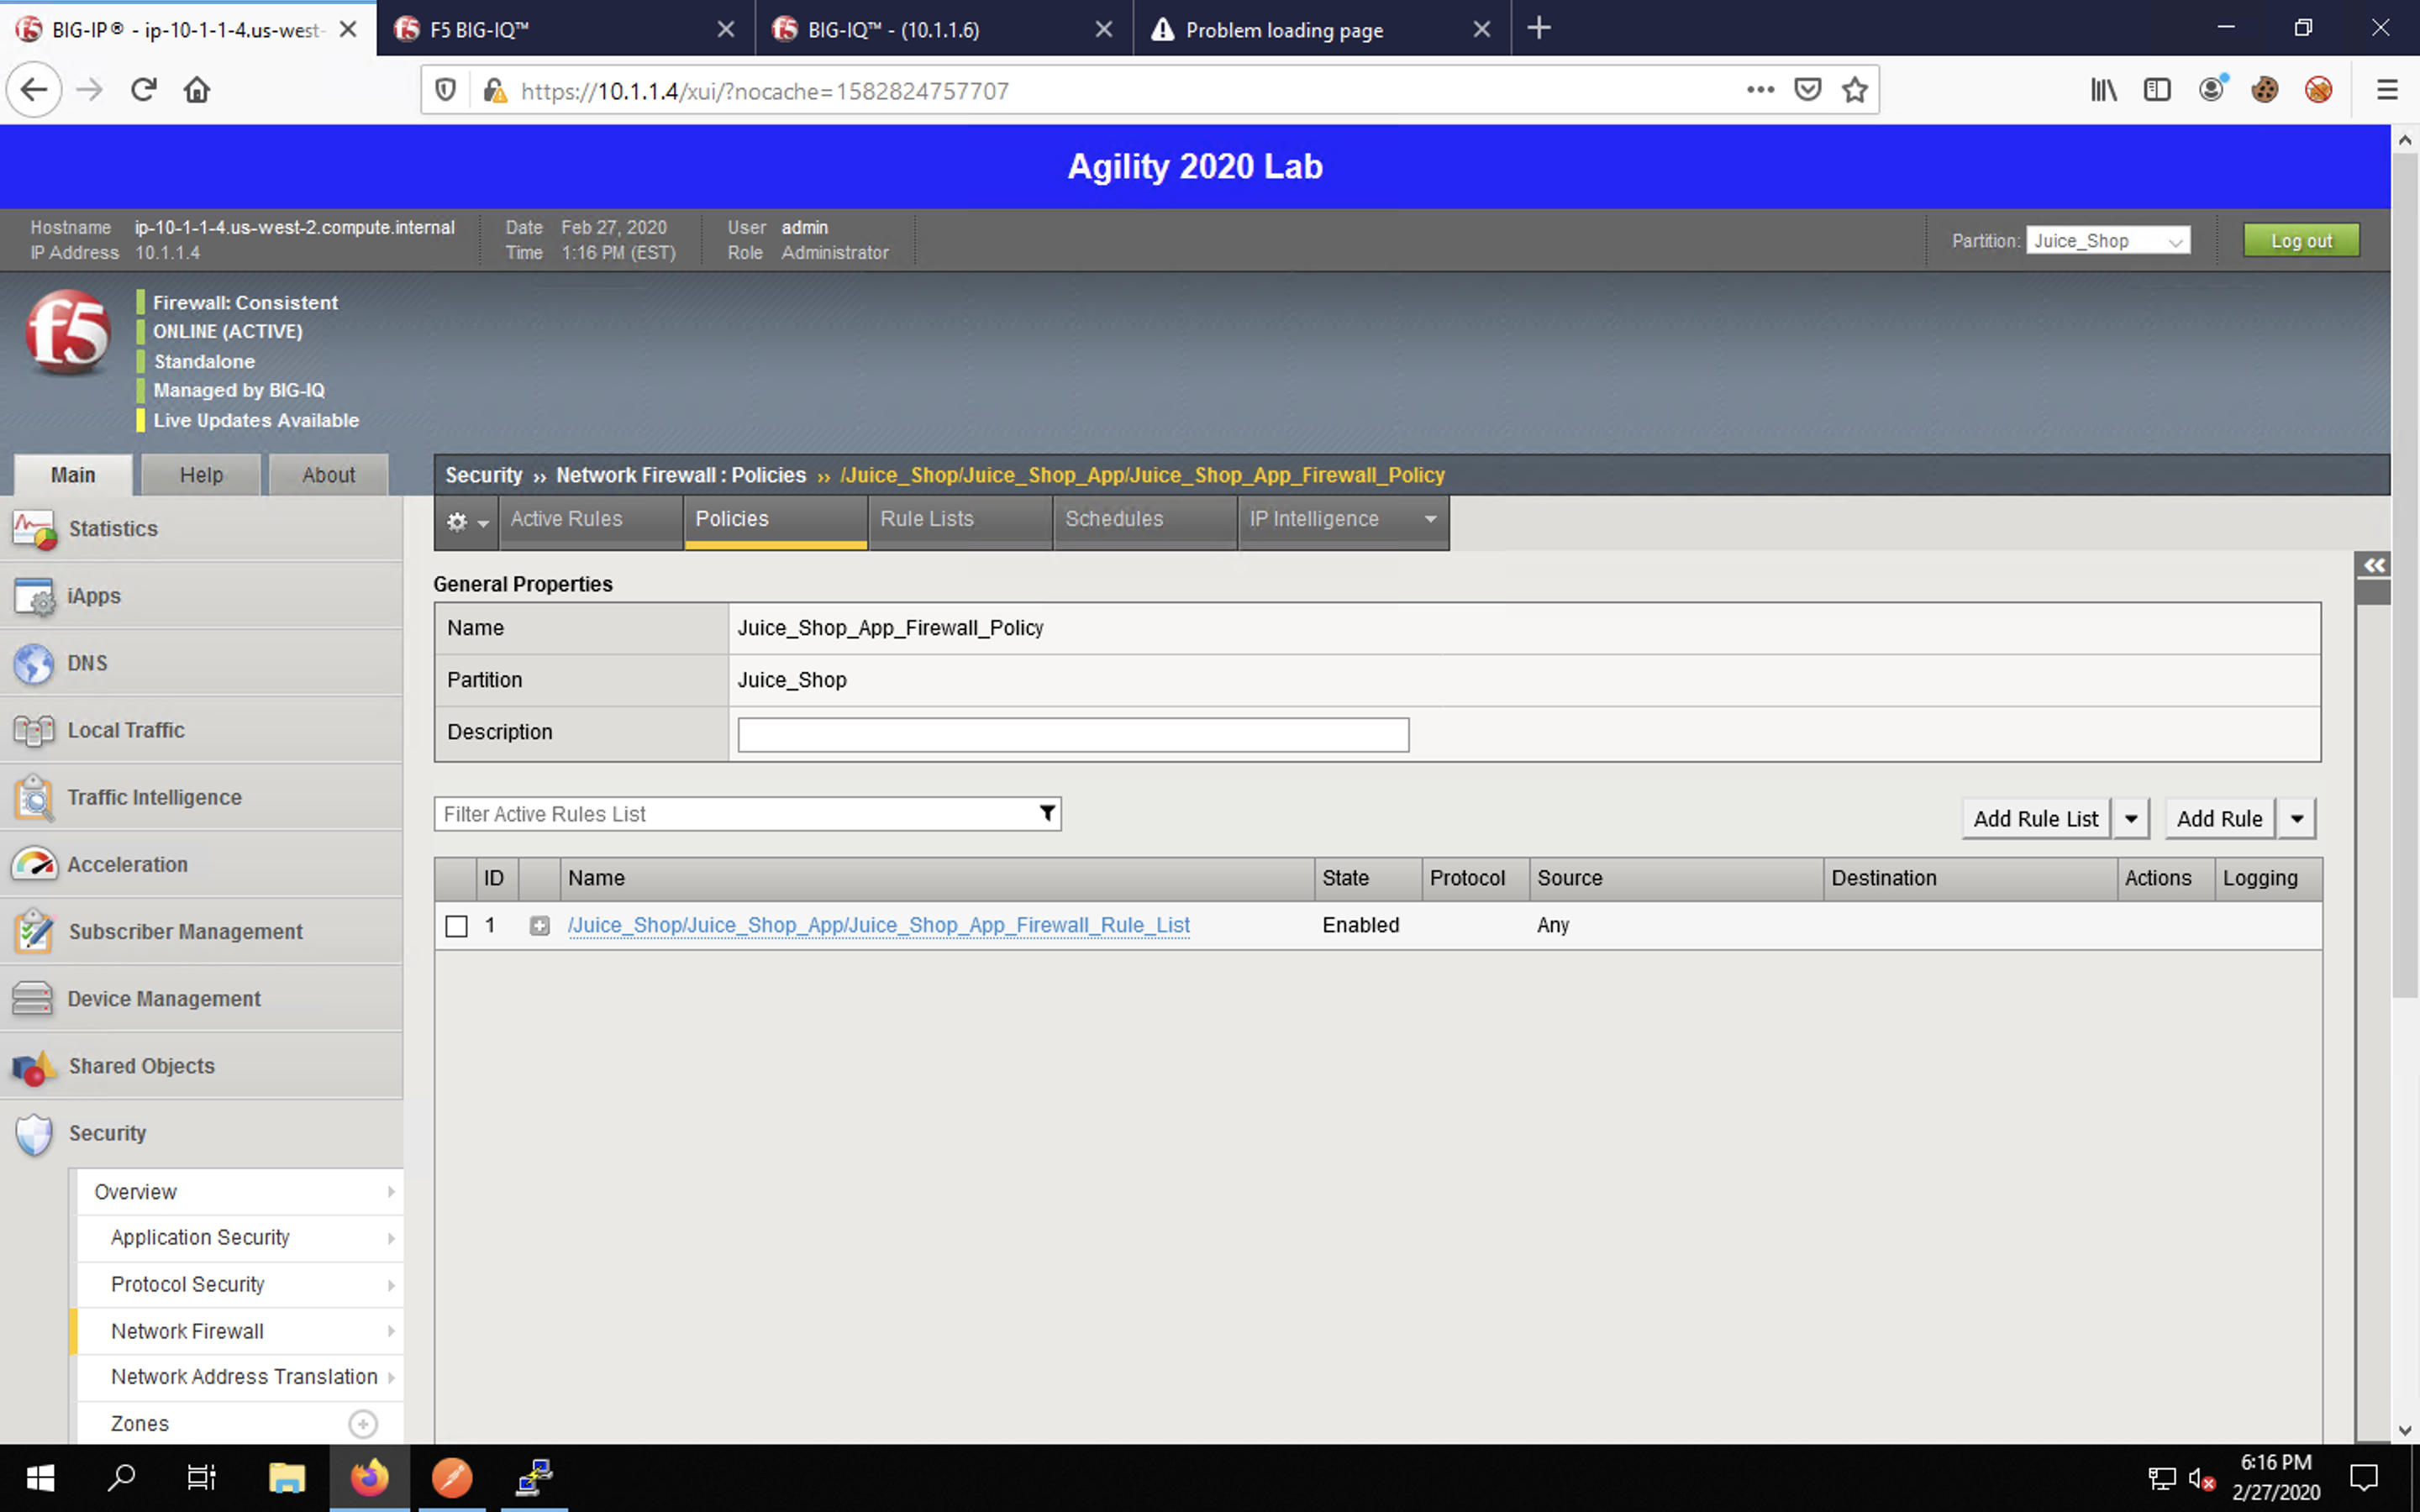 BIG-IP® - ip-10-1-1-4.us-west-
F5 BIG-IQ™
BIG-IQ™ - (10.1.1.6)
Problem loading page
https://10.1.1.4/xui/?nocache=1582824757707
Agility 2020 Lab
Hostname ip-10-1-1-4.us-west-2.compute.internal
IP Address 10.1.1.4
Date Feb 27, 2020
Time 1:16 PM (EST)
User admin
Role Administrator
Partition: Juice_Shop
Log out
f5
Firewall: Consistent
ONLINE (ACTIVE)
Standalone
Managed by BIG-IQ
Live Updates Available
Main
Help
About
Security ›› Network Firewall : Policies ›› /Juice_Shop/Juice_Shop_App/Juice_Shop_App_Firewall_Policy
Active Rules
Policies
Rule Lists
Schedules
IP Intelligence
Statistics
iApps
DNS
Local Traffic
Traffic Intelligence
Acceleration
Subscriber Management
Device Management
Shared Objects
Security
Overview
Application Security
Protocol Security
Network Firewall
Network Address Translation
Zones
General Properties
Name Juice_Shop_App_Firewall_Policy
Partition Juice_Shop
Description
Filter Active Rules List
Add Rule List
Add Rule
ID Name State Protocol Source Destination Actions Logging
1 /Juice_Shop/Juice_Shop_App/Juice_Shop_App_Firewall_Rule_List Enabled Any
6:16 PM
2/27/2020